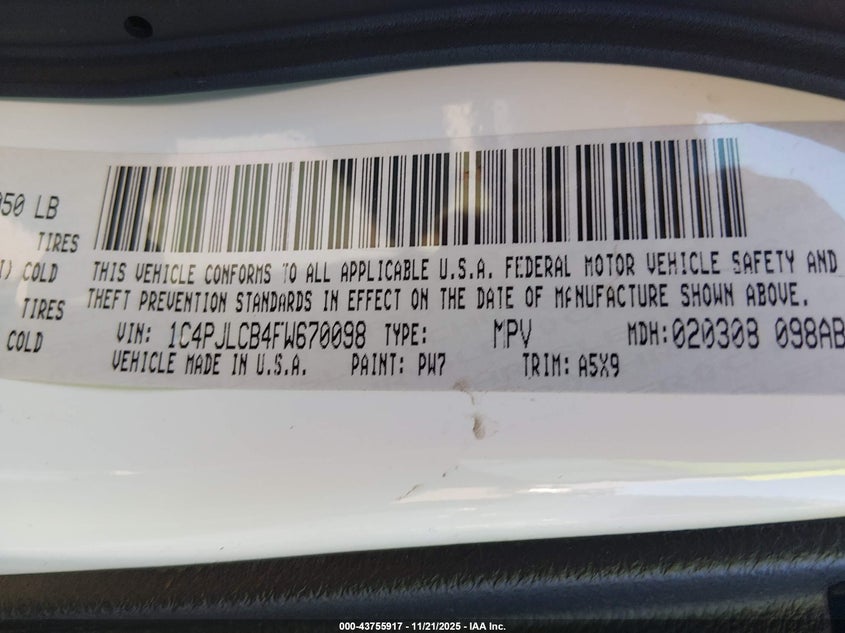 050 LB
TIRES
COLD
TIRES
COLD
THIS VEHICLE CONFORMS TO ALL APPLICABLE U.S.A. FEDERAL MOTOR VEHICLE SAFETY AND
THEFT PREVENTION STANDARDS IN EFFECT ON THE DATE OF MANUFACTURE SHOWN ABOVE.
VIN: 1C4PJLCB4FW670098 TYPE: MPV MDH:020308 098AB
VEHICLE MADE IN U.S.A. PAINT: PW7 TRIM: A5X9
000-43755917 - 11/21/2025 - IAA Inc.